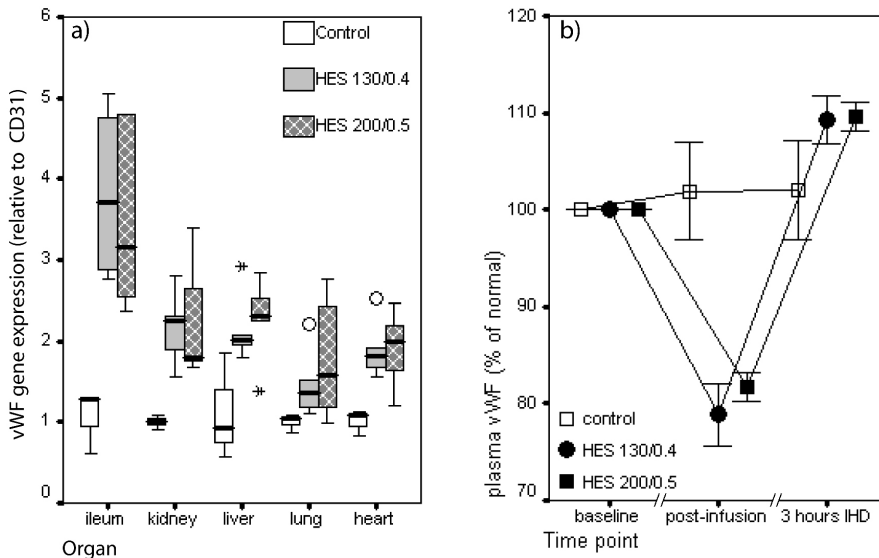 a)
Control
HES 130/0.4
HES 200/0.5
vWF gene expression (relative to CD31)
6
5
4
3
2
1
0
ileum kidney liver lung heart
Organ
b)
plasma vWF (% of normal)
120
110
100
90
80
70
control
HES 130/0.4
HES 200/0.5
baseline post-infusion 3 hours IHD
Time point